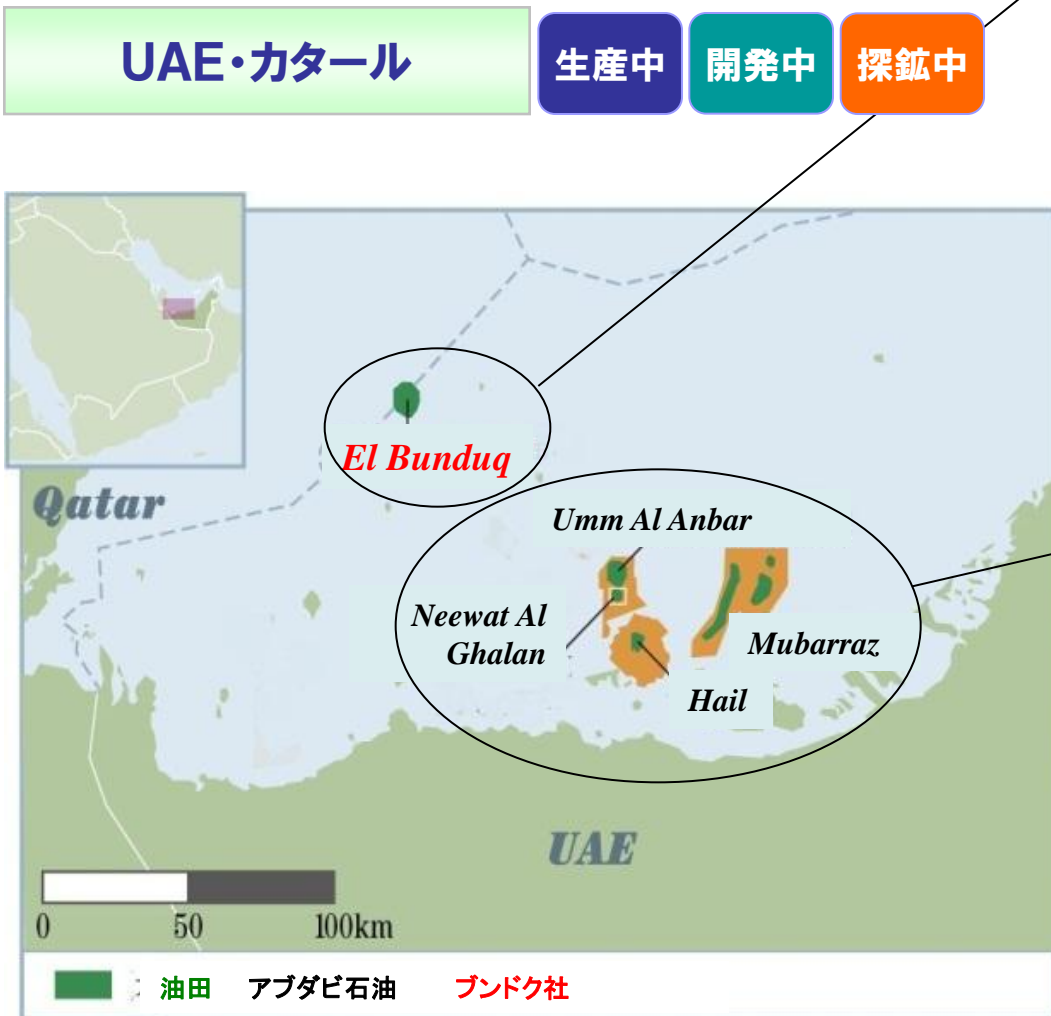 UAE・カタール
生産中
開発中
探鉱中
El Bunduq
Qatar
Umm Al Anbar
Neewat Al
Ghalan
Mubarraz
Hail
UAE
0 50 100km
油田 アブダビ石油 ブンドク社